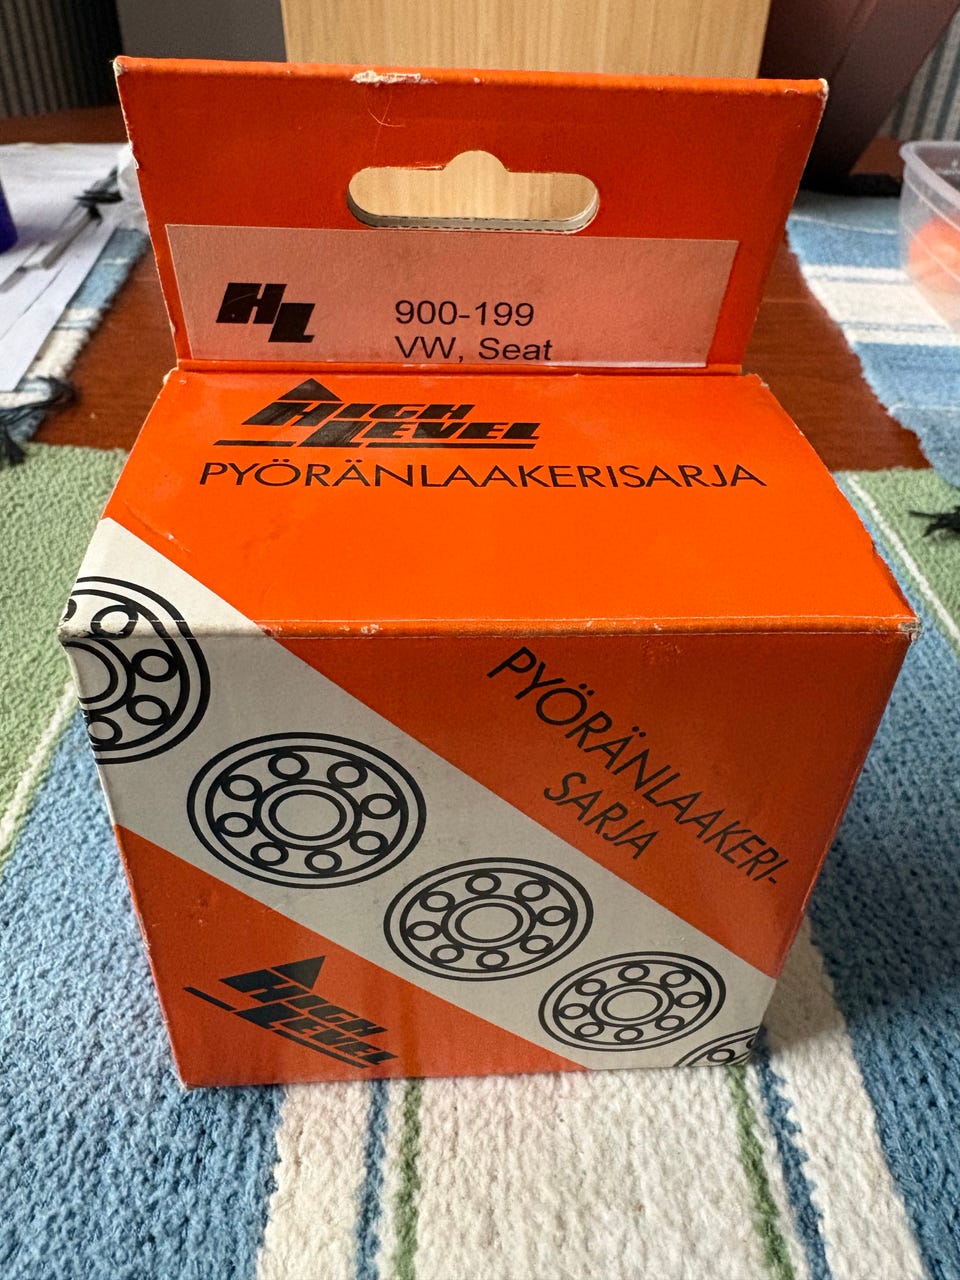 HL
900-199
VW, Seat
HIGH
LEVEL
PYÖRÄNLAAKERISARJA
PYÖRÄNLAAKERI-
SARJA
HIGH
LEVEL